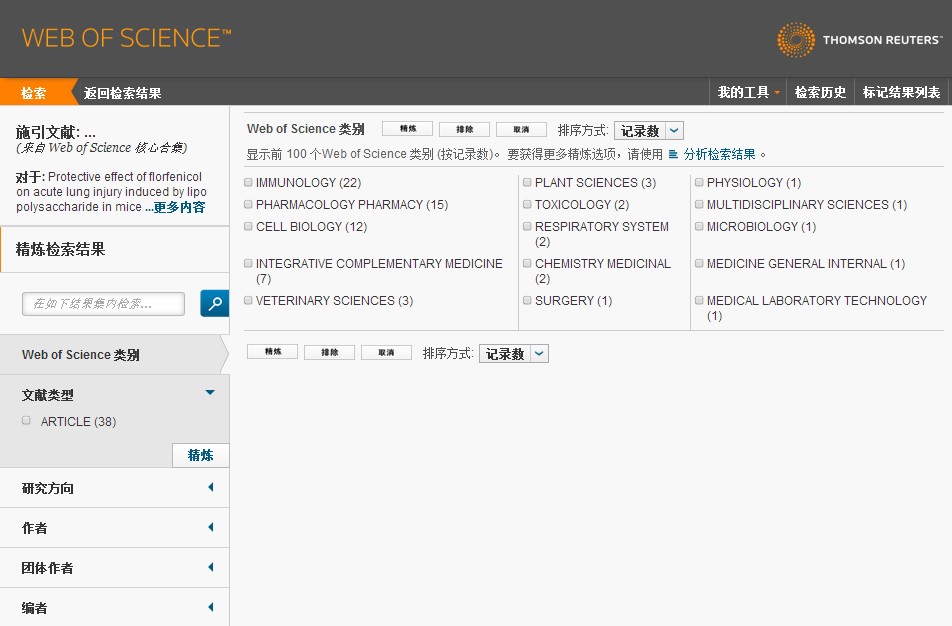 WEB OF SCIENCE™
THOMSON REUTERS™
检索
返回检索结果
我的工具
检索历史
标记结果列表
施引文献: ...
(来自 Web of Science 核心合集)
对于: Protective effect of florfenicol
on acute lung injury induced by lipo
polysaccharide in mice ...更多内容
精炼检索结果
在如下结果集内检索...
Web of Science 类别
文献类型
ARTICLE (38)
精炼
研究方向
作者
团体作者
编者
Web of Science 类别
精炼
排除
取消
排序方式:
记录数
显示前 100 个Web of Science 类别 (按记录数)。 要获得更多精炼选项，请使用 分析检索结果 。
IMMUNOLOGY (22)
PHARMACOLOGY PHARMACY (15)
CELL BIOLOGY (12)
INTEGRATIVE COMPLEMENTARY MEDICINE
(7)
VETERINARY SCIENCES (3)
PLANT SCIENCES (3)
TOXICOLOGY (2)
RESPIRATORY SYSTEM
(2)
CHEMISTRY MEDICINAL
(2)
SURGERY (1)
PHYSIOLOGY (1)
MULTIDISCIPLINARY SCIENCES (1)
MICROBIOLOGY (1)
MEDICINE GENERAL INTERNAL (1)
MEDICAL LABORATORY TECHNOLOGY
(1)
精炼
排除
取消
排序方式:
记录数